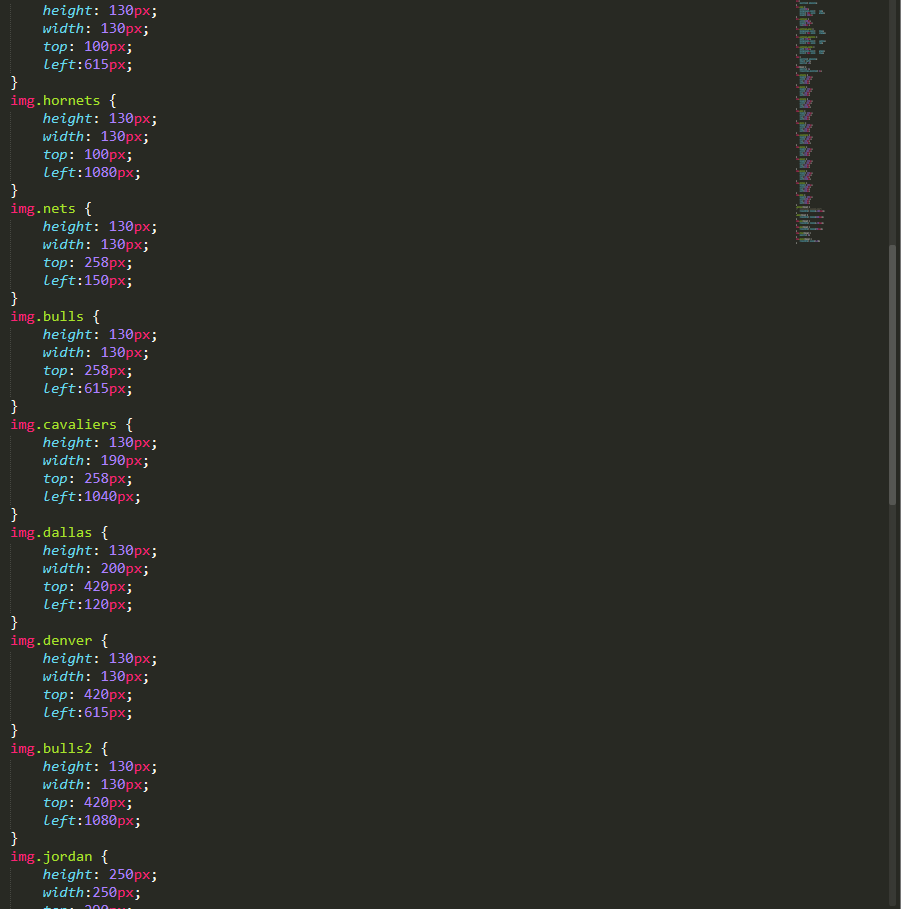 height: 130px;
width: 130px;
top: 100px;
left:615px;
}
img.hornets {
height: 130px;
width: 130px;
top: 100px;
left:1080px;
}
img.nets {
height: 130px;
width: 130px;
top: 258px;
left:150px;
}
img.bulls {
height: 130px;
width: 130px;
top: 258px;
left:615px;
}
img.cavaliers {
height: 130px;
width: 190px;
top: 258px;
left:1040px;
}
img.dallas {
height: 130px;
width: 200px;
top: 420px;
left:120px;
}
img.denver {
height: 130px;
width: 130px;
top: 420px;
left:615px;
}
img.bulls2 {
height: 130px;
width: 130px;
top: 420px;
left:1080px;
}
img.jordan {
height: 250px;
width:250px;